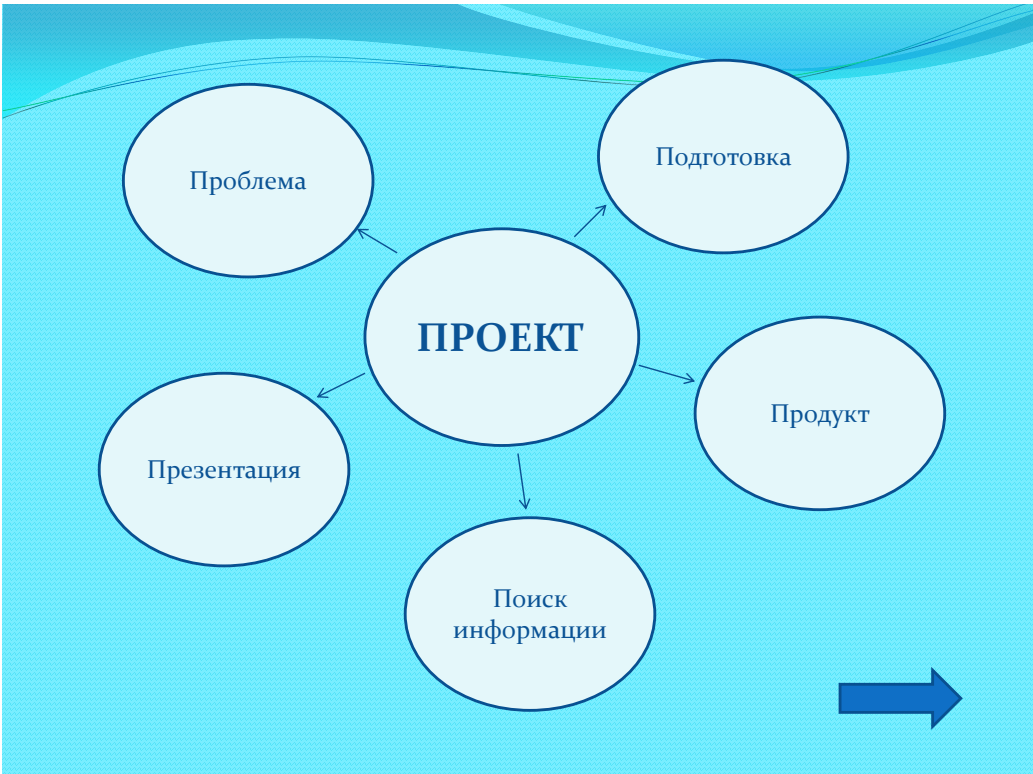 Подготовка
Проблема
ПРОЕКТ
Продукт
Презентация
Поиск
информации